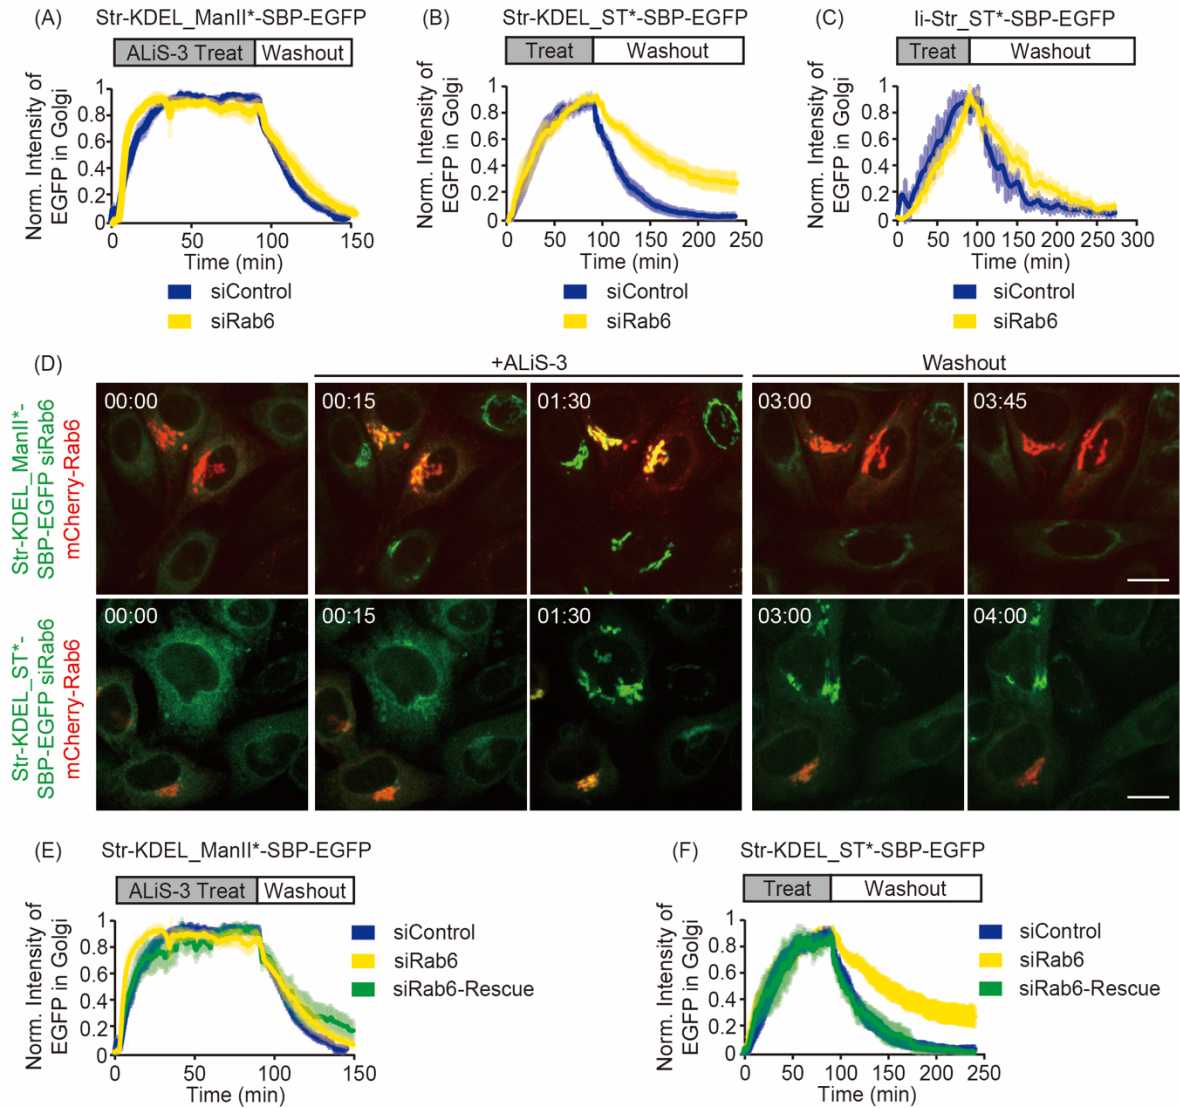 (A) Str-KDEL_ManII*-SBP-EGFP
ALiS-3 Treat Washout
Norm. Intensity of
EGFP in Golgi
1
0.8
0.6
0.4
0.2
0
0 50 100 150
Time (min)
siControl
siRab6
(B) Str-KDEL_ST*-SBP-EGFP
Treat Washout
Norm. Intensity of
EGFP in Golgi
1
0.8
0.6
0.4
0.2
0
0 50 100 150 200 250
Time (min)
siControl
siRab6
(C) Ii-Str_ST*-SBP-EGFP
Treat Washout
Norm. Intensity of
EGFP in Golgi
1
0.8
0.6
0.4
0.2
0
0 50 100 150 200 250 300
Time (min)
siControl
siRab6
(D) +ALiS-3 Washout
Str-KDEL_ManII*-
SBP-EGFP siRab6
mCherry-Rab6
00:00 00:15 01:30 03:00 03:45
Str-KDEL_ST*-
SBP-EGFP siRab6
mCherry-Rab6
00:00 00:15 01:30 03:00 04:00
(E) Str-KDEL_ManII*-SBP-EGFP
ALiS-3 Treat Washout
Norm. Intensity of
EGFP in Golgi
1
0.8
0.6
0.4
0.2
0
0 50 100 150
Time (min)
siControl
siRab6
siRab6-Rescue
(F) Str-KDEL_ST*-SBP-EGFP
Treat Washout
Norm. Intensity of
EGFP in Golgi
1
0.8
0.6
0.4
0.2
0
0 50 100 150 200 250
Time (min)
siControl
siRab6
siRab6-Rescue